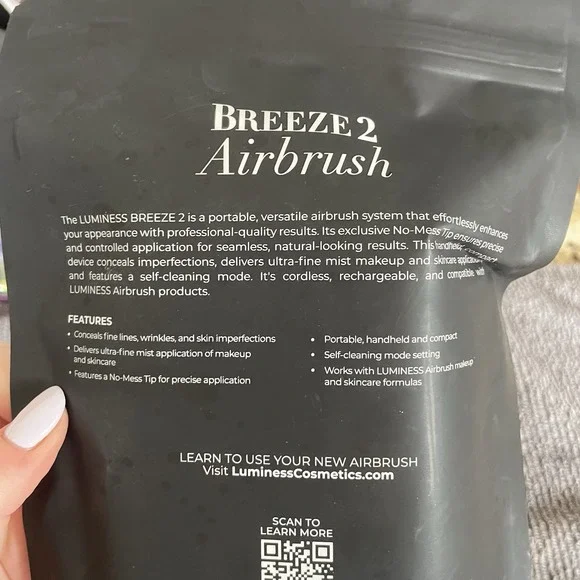 BREEZE 2
Airbrush
The LUMINESS BREEZE 2 is a portable, versatile airbrush system that effortlessly enhances
your appearance with professional-quality results. Its exclusive No-Mess Tip ensures precise
and controlled application for seamless, natural-looking results. This handheld, compact
device conceals imperfections, delivers ultra-fine mist makeup and skincare application,
and features a self-cleaning mode. It's cordless, rechargeable, and compatible with
LUMINESS Airbrush products.
FEATURES
• Conceals fine lines, wrinkles, and skin imperfections
• Delivers ultra-fine mist application of makeup
and skincare
• Features a No-Mess Tip for precise application
• Portable, handheld and compact
• Self-cleaning mode setting
• Works with LUMINESS Airbrush makeup
and skincare formulas
LEARN TO USE YOUR NEW AIRBRUSH
Visit LuminessCosmetics.com
SCAN TO
LEARN MORE